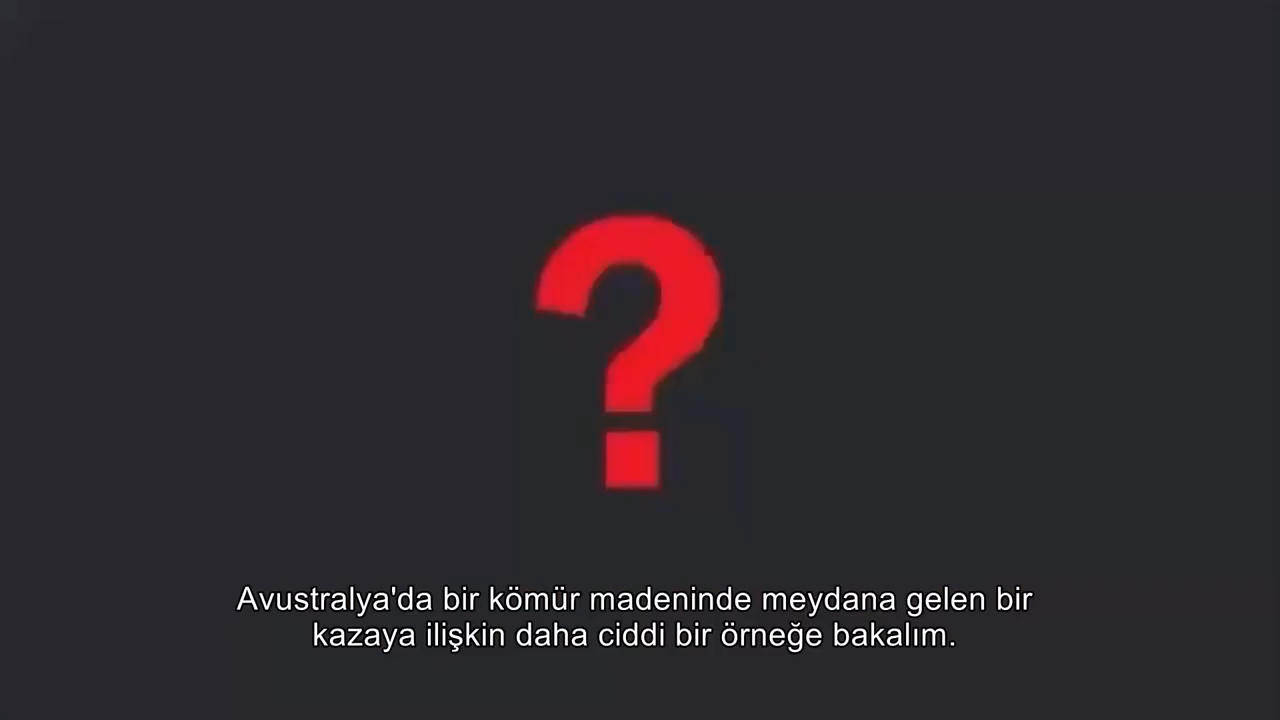 ?
Avustralya'da bir kömür madeninde meydana gelen bir
kazaya ilişkin daha ciddi bir örneğe bakalım.